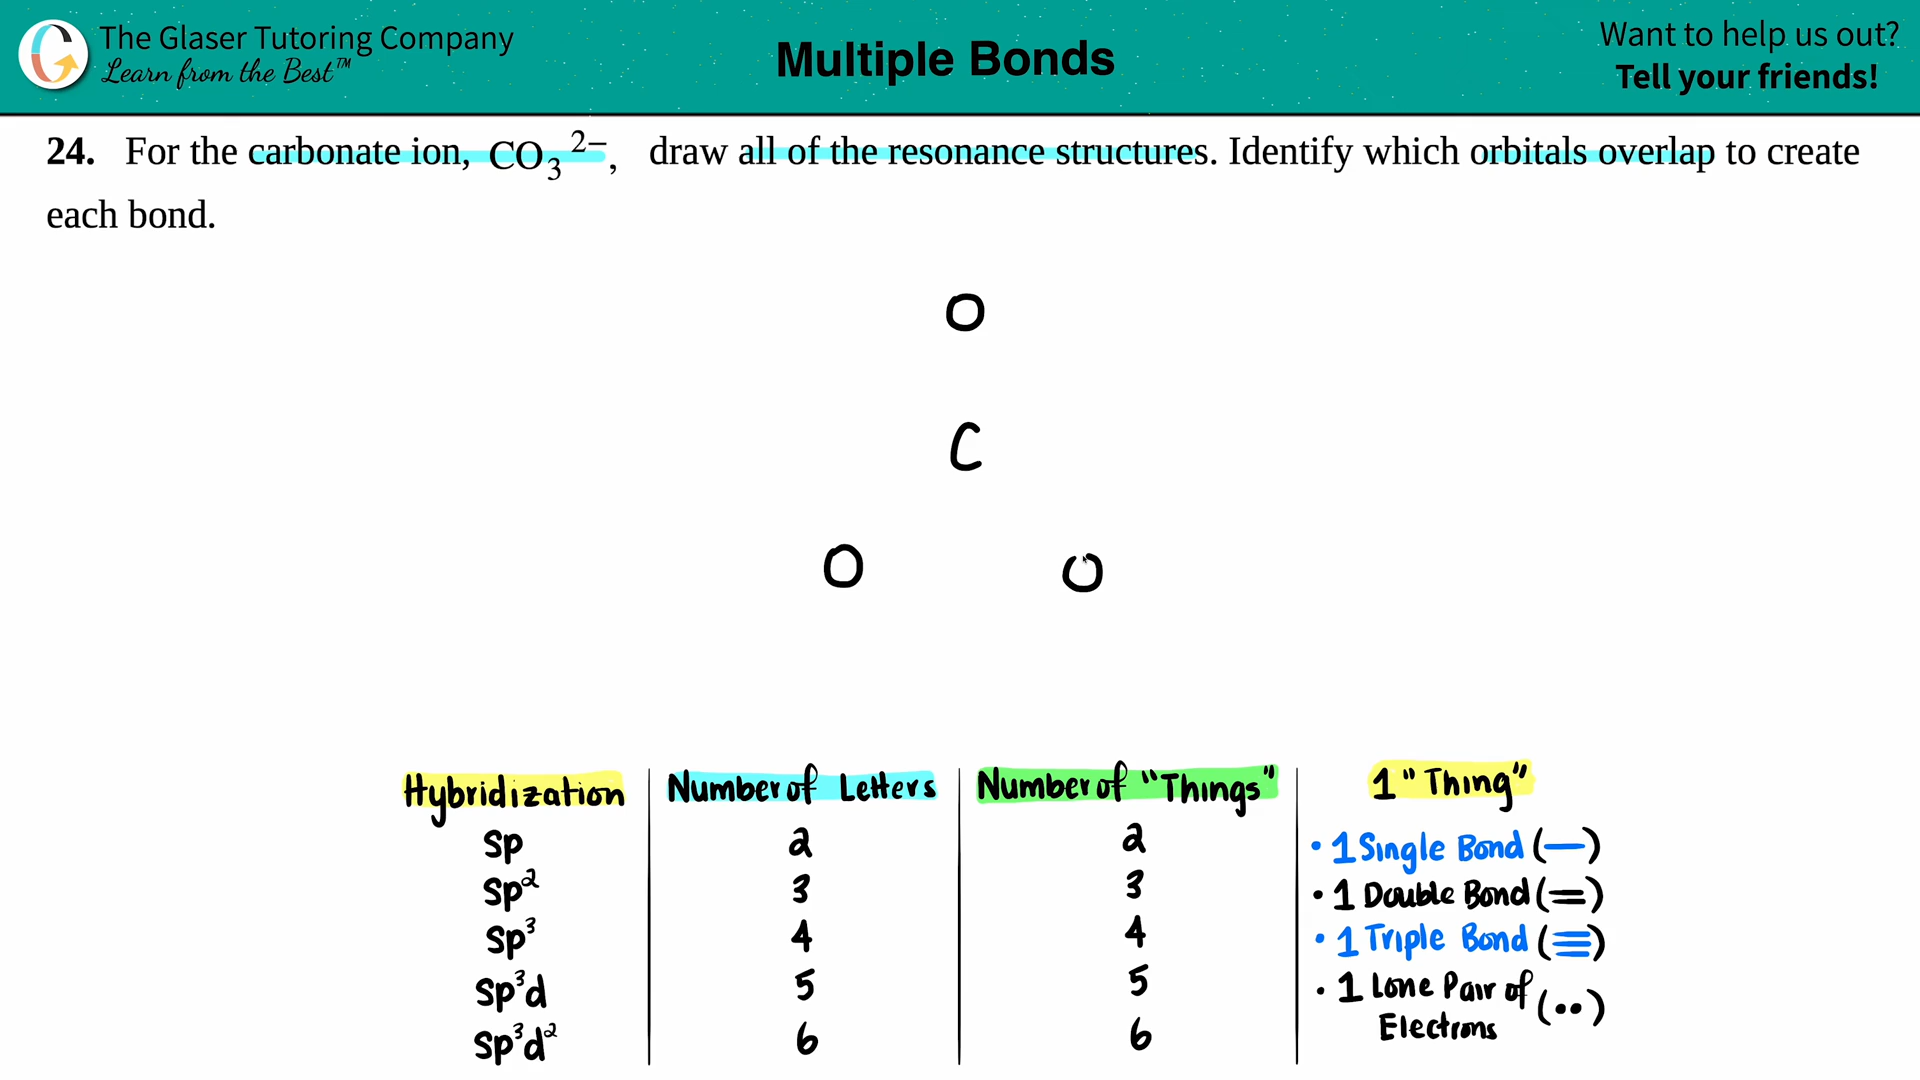 The Glaser Tutoring Company
Learn from the Best™
Multiple Bonds
Want to help us out?
Tell your friends!
24. For the carbonate ion, CO₃²⁻, draw all of the resonance structures. Identify which orbitals overlap to create
each bond.
O
C
O O
Hybridization Number of Letters Number of "Things" 1 "Thing"
sp 2 2 • 1 Single Bond (—)
sp² 3 3 • 1 Double Bond (=)
sp³ 4 4 • 1 Triple Bond (≡)
sp³d 5 5 • 1 Lone Pair of
Electrons (••)
sp³d² 6 6